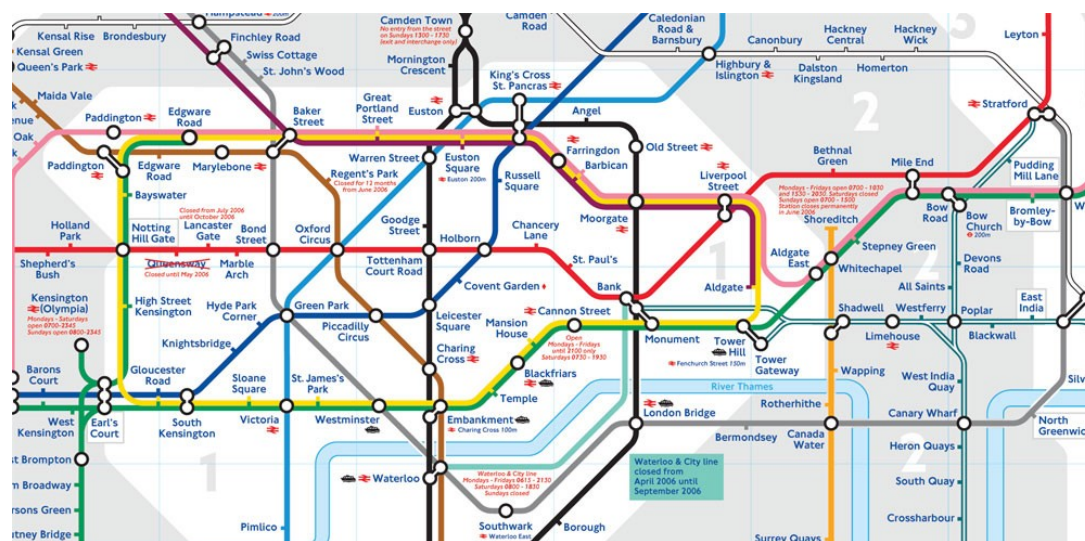 Hampstead
200m
Camden Town
No entry from the street
on Sundays 1300 - 1730
(exit and interchange only)
Camden
Road
Caledonian
Road &
Barnsbury
Canonbury
Hackney
Central
Hackney
Wick
3
Leyton
Kensal Rise
Brondesbury
Finchley Road
Kensal Green
Queen's Park
Swiss Cottage
St. John's Wood
Mornington
Crescent
Highbury &
Islington
Dalston
Kingsland
Homerton
Maida Vale
King's Cross
St. Pancras
Stratford
Paddington
Edgware
Road
Baker
Street
Great
Portland
Street
Euston
Angel
2
Oak
Paddington
Edgware
Road
Marylebone
Warren Street
Regent's Park
Closed for 12 months
from June 2006
Euston
Square
Euston 200m
Farringdon
Barbican
Old Street
Liverpool
Street
Bethnal
Green
Mile End
Pudding
Mill Lane
Bayswater
Russell
Square
Moorgate
Mondays - Fridays open 0700 - 1030
and 1530 - 2030. Saturdays closed
Sundays open 0700 - 1500
Station closes permanently
in June 2006
Shoreditch
Bow
Road
Bow
Church
200m
Bromley-
by-Bow
Closed from July 2006
until October 2006
Holland
Park
Notting
Hill Gate
Lancaster
Gate
Bond
Street
Oxford
Circus
Goodge
Street
Holborn
Chancery
Lane
1
Stepney Green
Aldgate
East
Whitechapel
Shepherd's
Bush
Queensway
Closed until May 2006
Marble
Arch
Tottenham
Court Road
St. Paul's
Bank
Aldgate
2
Devons
Road
All Saints
Kensington
(Olympia)
Mondays - Saturdays
open 0700-2345
Sundays open 0800-2345
High Street
Kensington
Hyde Park
Corner
Green Park
Covent Garden
Leicester
Square
Mansion
House
Cannon Street
Open
Mondays - Fridays
until 2100 only
Saturdays 0730 - 1930
Shadwell
Westferry
Poplar
East
India
Knightsbridge
Piccadilly
Circus
Charing
Cross
Blackfriars
Monument
Tower
Hill
Fenchurch Street 150m
Tower
Gateway
Limehouse
Blackwall
Barons
Court
Gloucester
Road
Sloane
Square
St. James's
Park
Temple
River Thames
Wapping
West India
Quay
Rotherhithe
West
Kensington
Earl's
Court
South
Kensington
Victoria
Westminster
Embankment
Charing Cross 100m
London Bridge
Canary Wharf
North
Bermondsey
Canada
Water
Heron Quays
2
1
Waterloo
Waterloo & City line
Mondays - Fridays 0615 - 2130
Saturdays 0800 - 1830
Sundays closed
Waterloo & City line
closed from
April 2006 until
September 2006
South Quay
Crossharbour
Pimlico
Southwark
Waterloo East
Borough
Surrey Quays
Brompton
Broadway
Green
Bridge